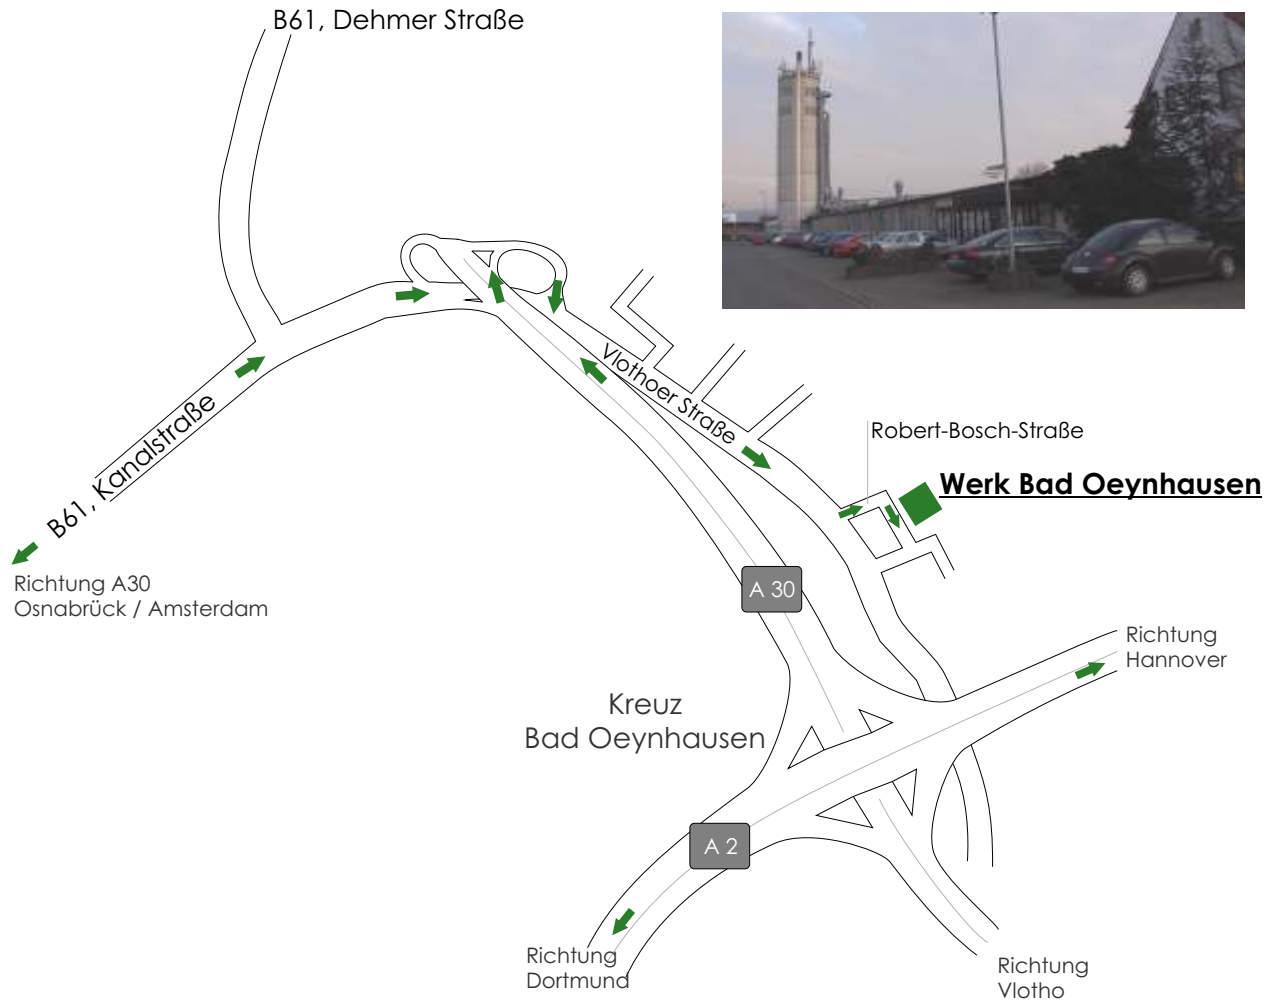 B61, Dehmer Straße
Vlothoer Straße
Robert-Bosch-Straße
Werk Bad Oeynhausen
B61, Kanalstraße
Richtung A30
Osnabrück / Amsterdam
A 30
Richtung
Hannover
Kreuz
Bad Oeynhausen
A 2
Richtung
Dortmund
Richtung
Vlotho